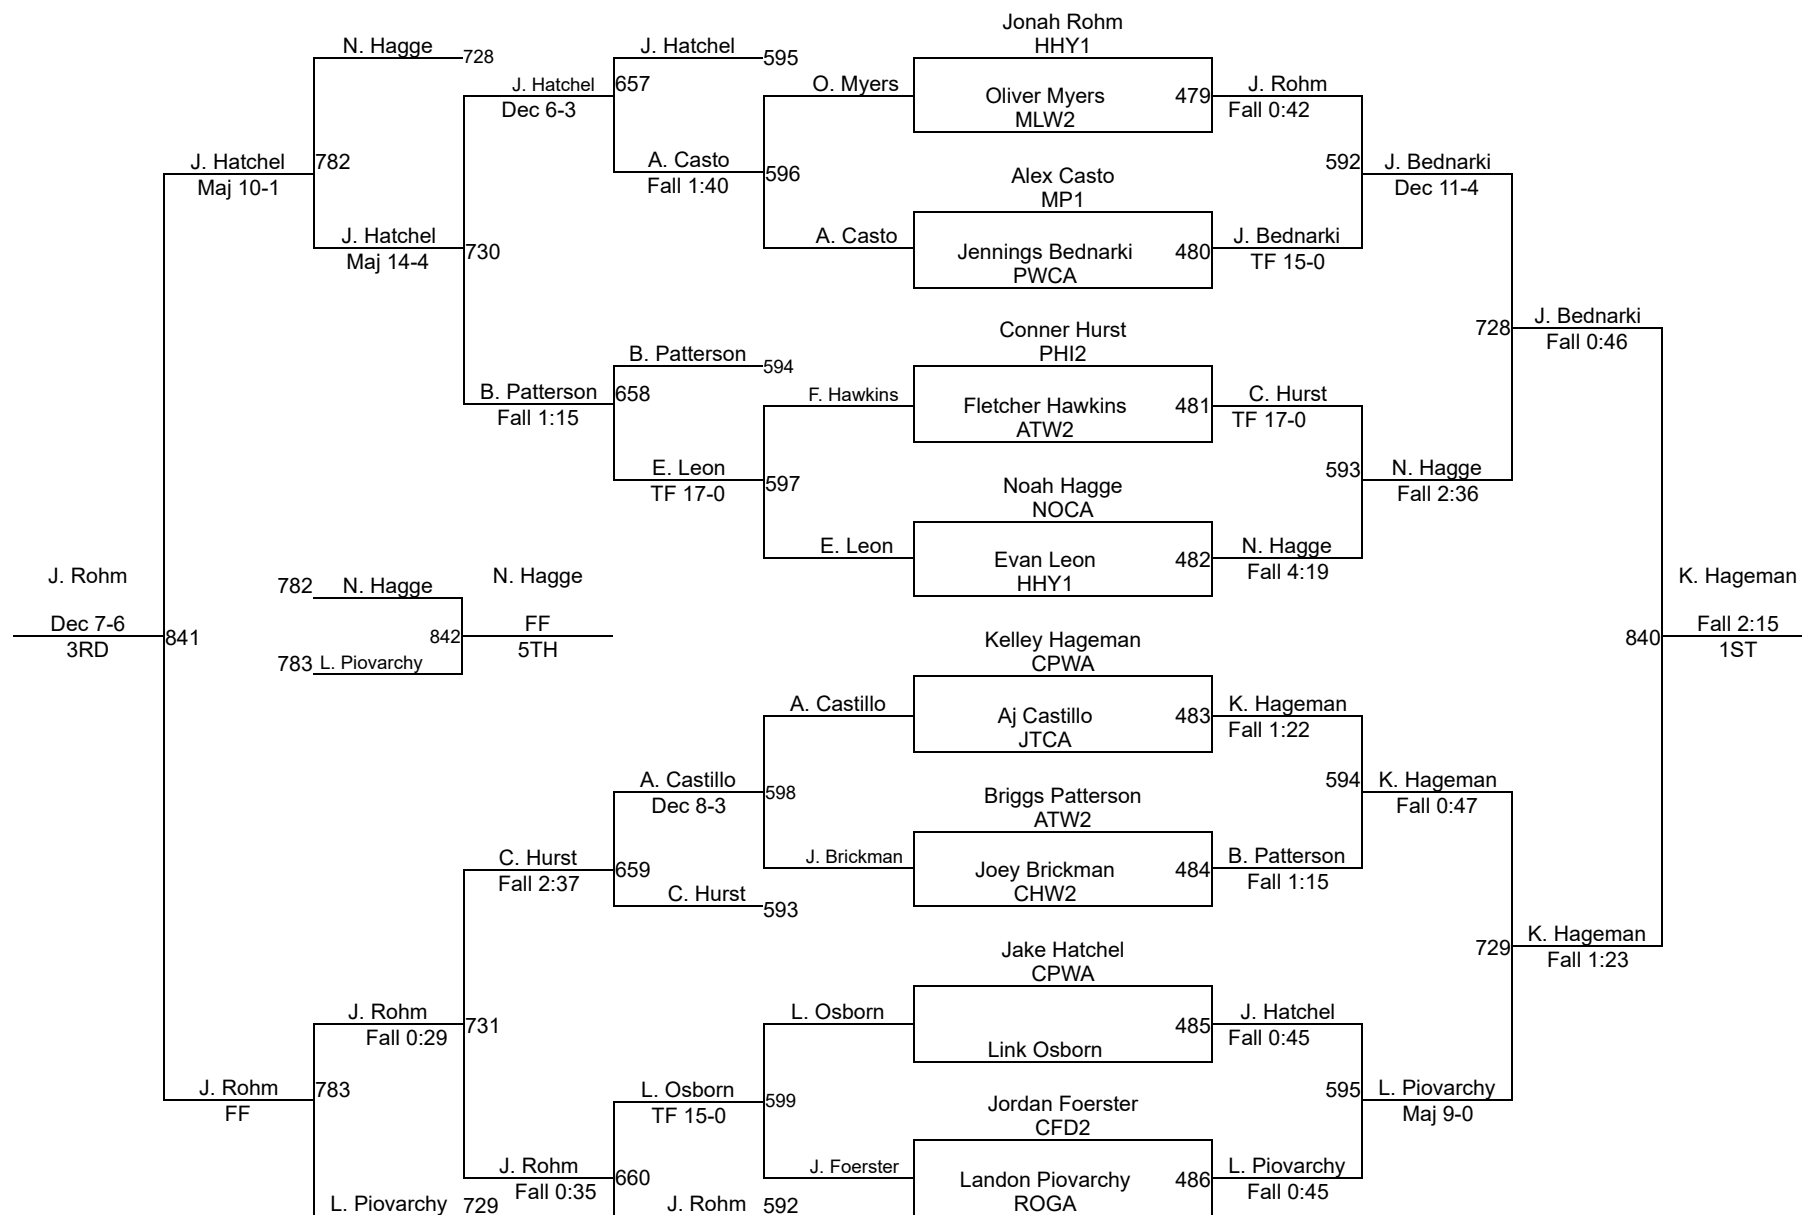 Jonah Rohm
N. Hagge
J. Hatchel
HHY1
728
595
J. Hatchel
657
O. Myers
Oliver Myers
479
J. Rohm
Dec 6-3
MLW2
Fall 0:42
J. Hatchel
782
A. Casto
596
Alex Casto
592
J. Bednarki
Maj 10-1
Fall 1:40
MP1
Dec 11-4
J. Hatchel
730
A. Casto
Jennings Bednarki
480
J. Bednarki
Maj 14-4
PWCA
TF 15-0
Conner Hurst
728
J. Bednarki
B. Patterson
594
PHI2
Fall 0:46
B. Patterson
658
F. Hawkins
Fletcher Hawkins
481
C. Hurst
Fall 1:15
ATW2
TF 17-0
E. Leon
597
Noah Hagge
593
N. Hagge
TF 17-0
NOCA
Fall 2:36
E. Leon
Evan Leon
482
N. Hagge
HHY1
Fall 4:19
J. Rohm
782
N. Hagge
N. Hagge
K. Hageman
Dec 7-6
841
842
FF
840
Fall 2:15
3RD
5TH
1ST
783
L. Piovarchy
Kelley Hageman
CPWA
A. Castillo
Aj Castillo
483
K. Hageman
JTCA
Fall 1:22
A. Castillo
598
Briggs Patterson
594
K. Hageman
Dec 8-3
ATW2
Fall 0:47
C. Hurst
659
J. Brickman
Joey Brickman
484
B. Patterson
Fall 2:37
CHW2
Fall 1:15
C. Hurst
593
Jake Hatchel
729
K. Hageman
CPWA
Fall 1:23
J. Rohm
731
L. Osborn
485
J. Hatchel
Fall 0:29
Link Osborn
Fall 0:45
J. Rohm
783
L. Osborn
599
Jordan Foerster
595
L. Piovarchy
FF
TF 15-0
CFD2
Maj 9-0
J. Rohm
660
J. Foerster
Landon Piovarchy
486
L. Piovarchy
Fall 0:35
Fall 0:45
L. Piovarchy
729
J. Rohm
592
ROGA